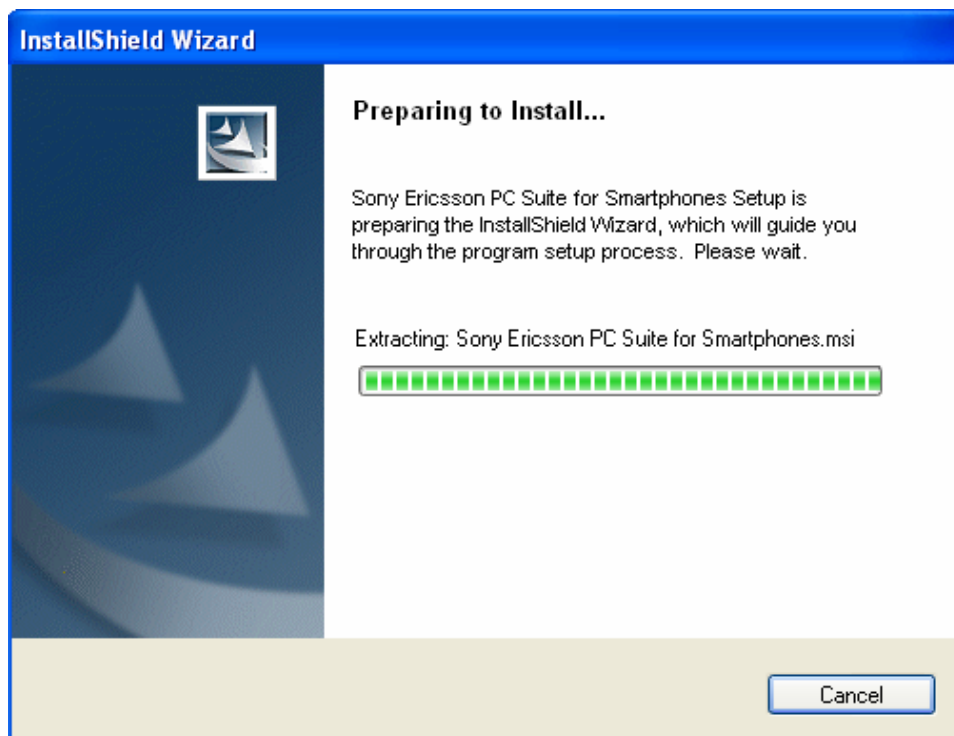 InstallShield Wizard
Preparing to Install...
Sony Ericsson PC Suite for Smartphones Setup is
preparing the InstallShield Wizard, which will guide you
through the program setup process.  Please wait.
Extracting: Sony Ericsson PC Suite for Smartphones.msi
Cancel